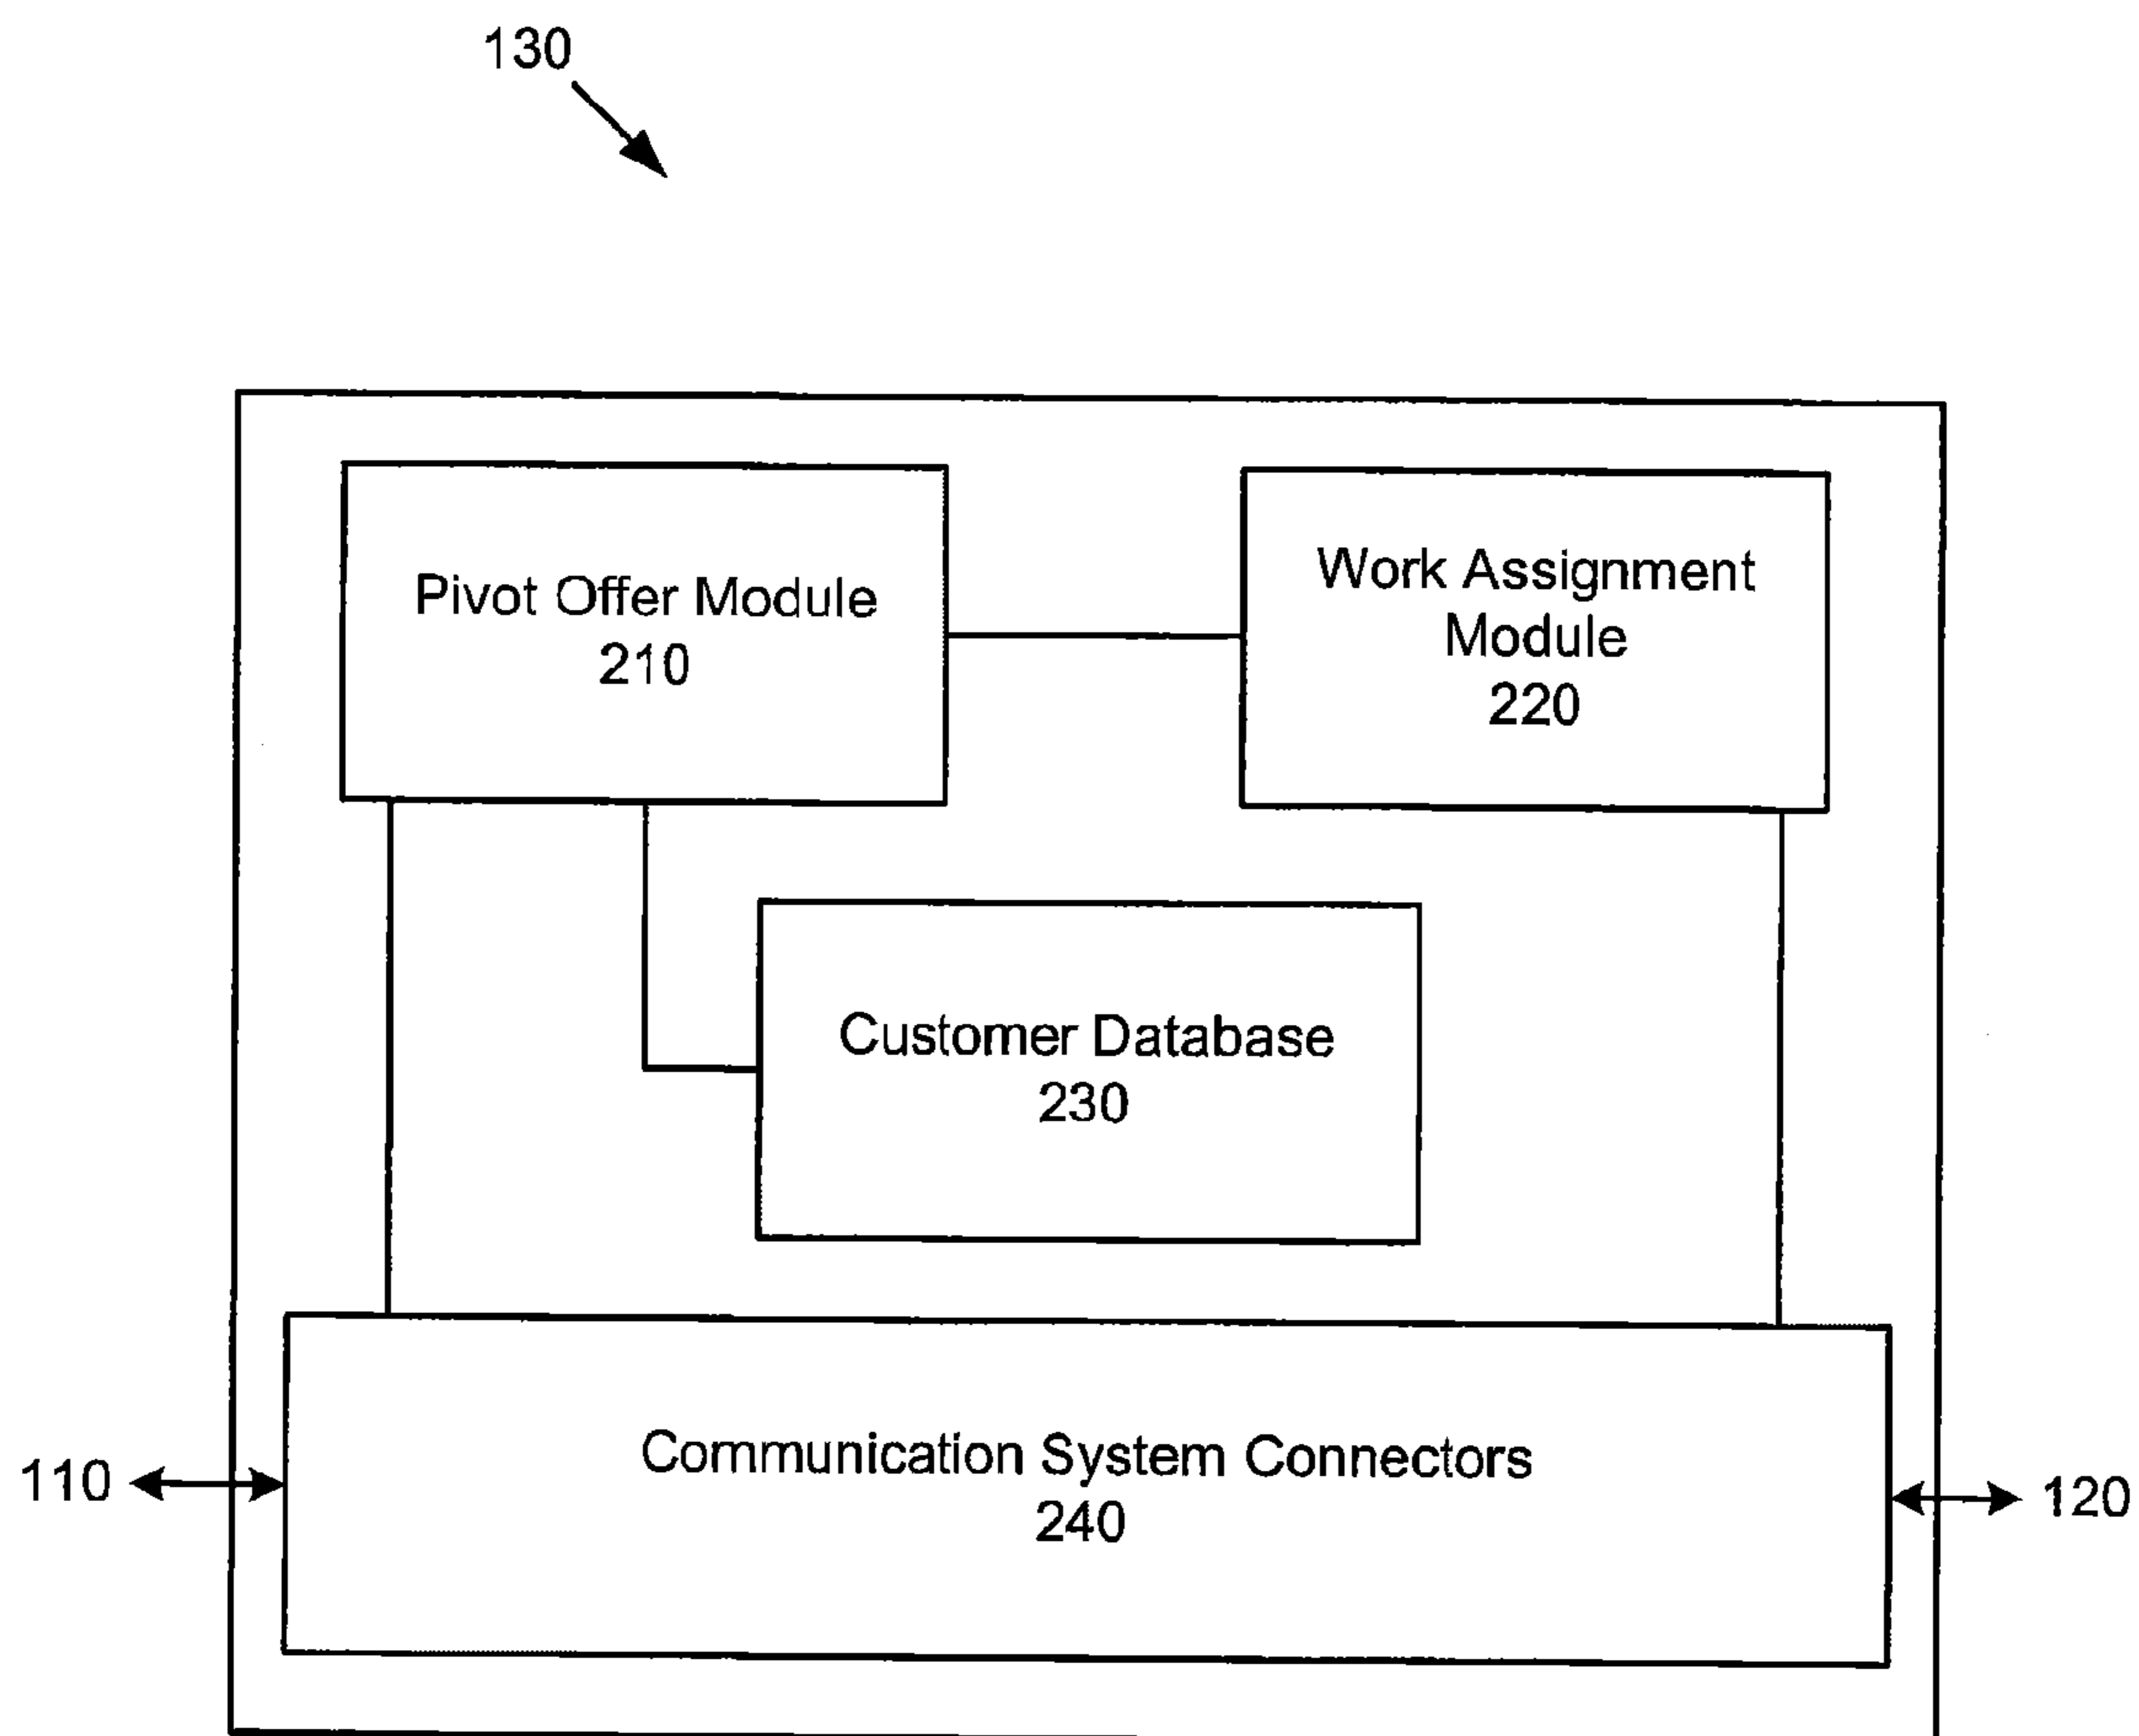 130
Pivot Offer Module
210
Work Assignment
Module
220
Customer Database
230
110
Communication System Connectors
240
120